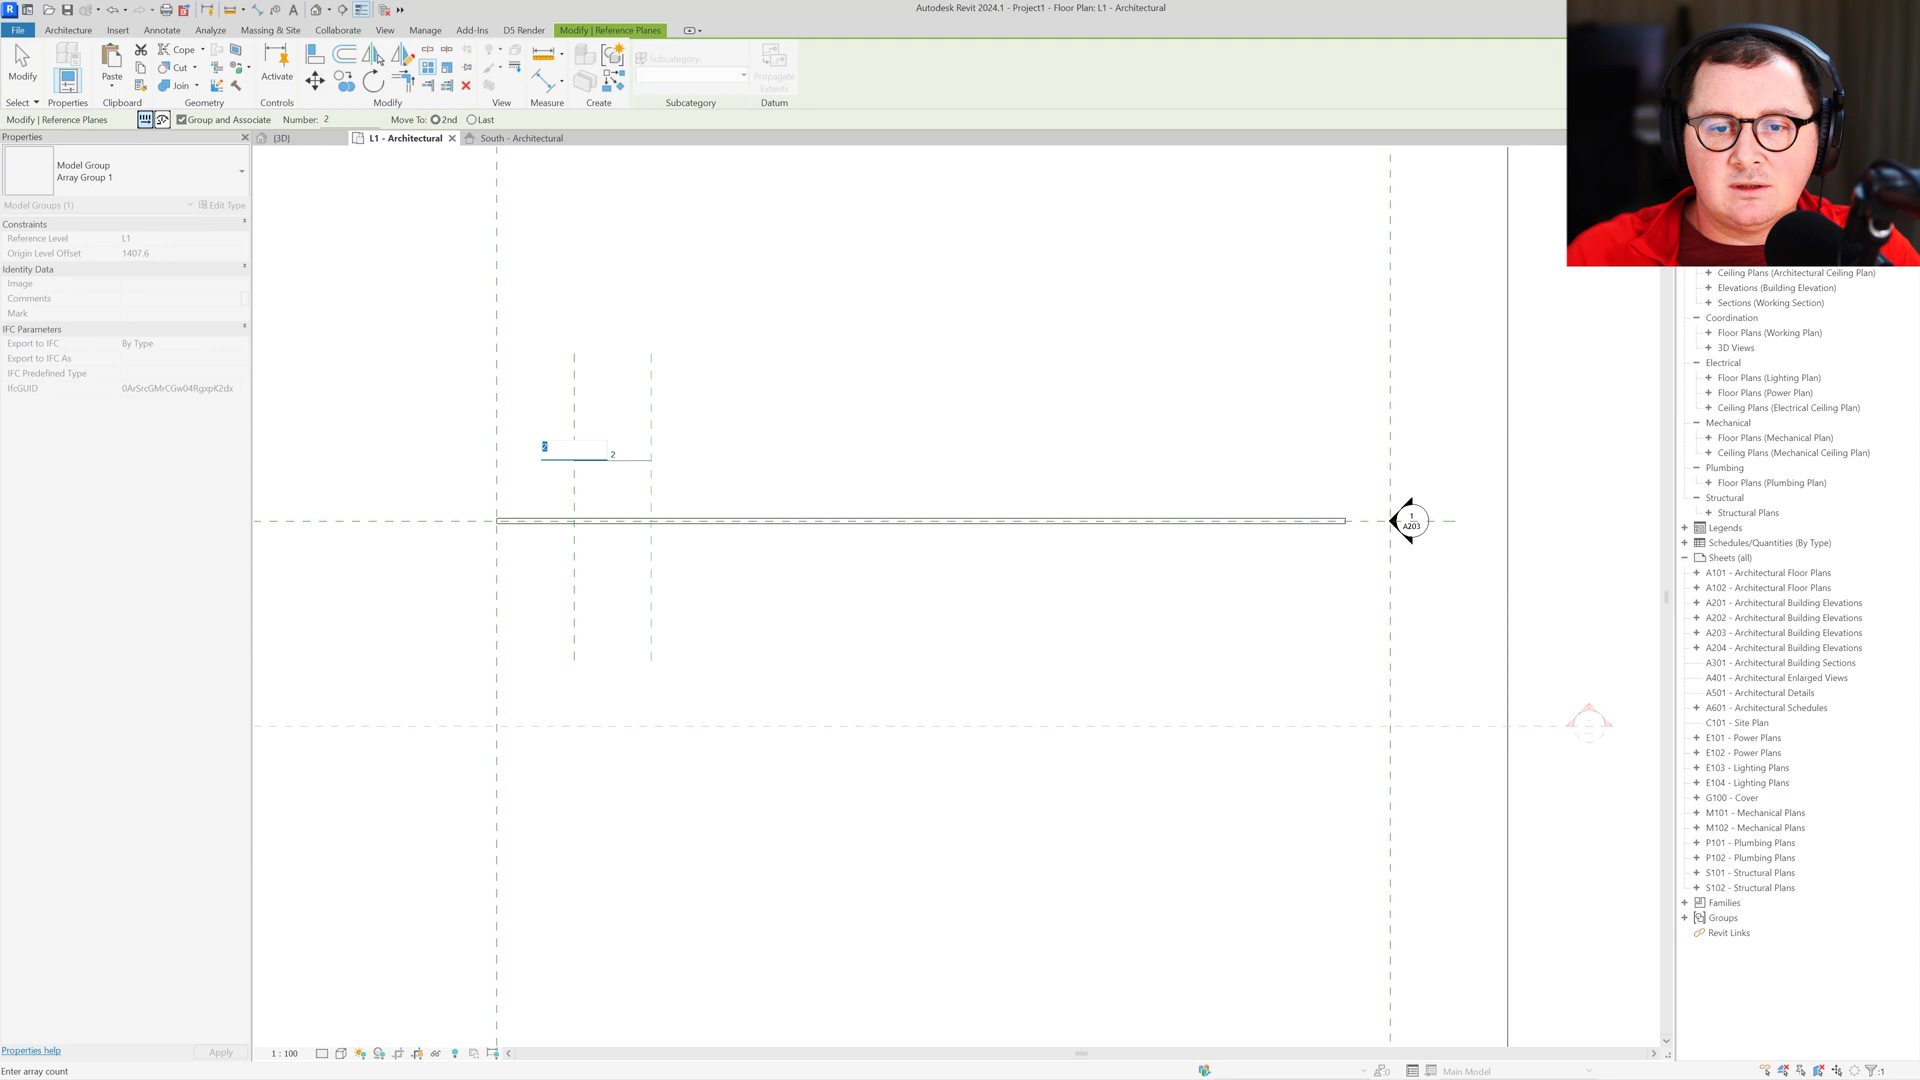 Autodesk Revit 2024.1 - Project1 - Floor Plan: L1 - Architectural
File Architecture Insert Annotate Analyze Massing & Site Collaborate View Manage Add-Ins D5 Render Modify | Reference Planes
Cope
Cut
Join
Modify
Paste
Activate
Subcategory:
Propagate
Extents
Select Properties Clipboard Geometry Controls Modify View Measure Create Subcategory Datum
Modify | Reference Planes Group and Associate Number: 2 Move To: 2nd Last
Properties
{3D} L1 - Architectural South - Architectural
Model Group
Array Group 1
Model Groups (1) Edit Type
Constraints
Reference Level L1
Origin Level Offset 1407.6
Identity Data
Image
Comments
Mark
IFC Parameters
Export to IFC By Type
Export to IFC As
IFC Predefined Type
IfcGUID 0ArSrcGMrCGw04RgxpK2dx
2
2
1
A203
Ceiling Plans (Architectural Ceiling Plan)
Elevations (Building Elevation)
Sections (Working Section)
Coordination
Floor Plans (Working Plan)
3D Views
Electrical
Floor Plans (Lighting Plan)
Floor Plans (Power Plan)
Ceiling Plans (Electrical Ceiling Plan)
Mechanical
Floor Plans (Mechanical Plan)
Ceiling Plans (Mechanical Ceiling Plan)
Plumbing
Floor Plans (Plumbing Plan)
Structural
Structural Plans
Legends
Schedules/Quantities (By Type)
Sheets (all)
A101 - Architectural Floor Plans
A102 - Architectural Floor Plans
A201 - Architectural Building Elevations
A202 - Architectural Building Elevations
A203 - Architectural Building Elevations
A204 - Architectural Building Elevations
A301 - Architectural Building Sections
A401 - Architectural Enlarged Views
A501 - Architectural Details
A601 - Architectural Schedules
C101 - Site Plan
E101 - Power Plans
E102 - Power Plans
E103 - Lighting Plans
E104 - Lighting Plans
G100 - Cover
M101 - Mechanical Plans
M102 - Mechanical Plans
P101 - Plumbing Plans
P102 - Plumbing Plans
S101 - Structural Plans
S102 - Structural Plans
Families
Groups
Revit Links
Properties help Apply
1 : 100
Enter array count
:0 Main Model :1